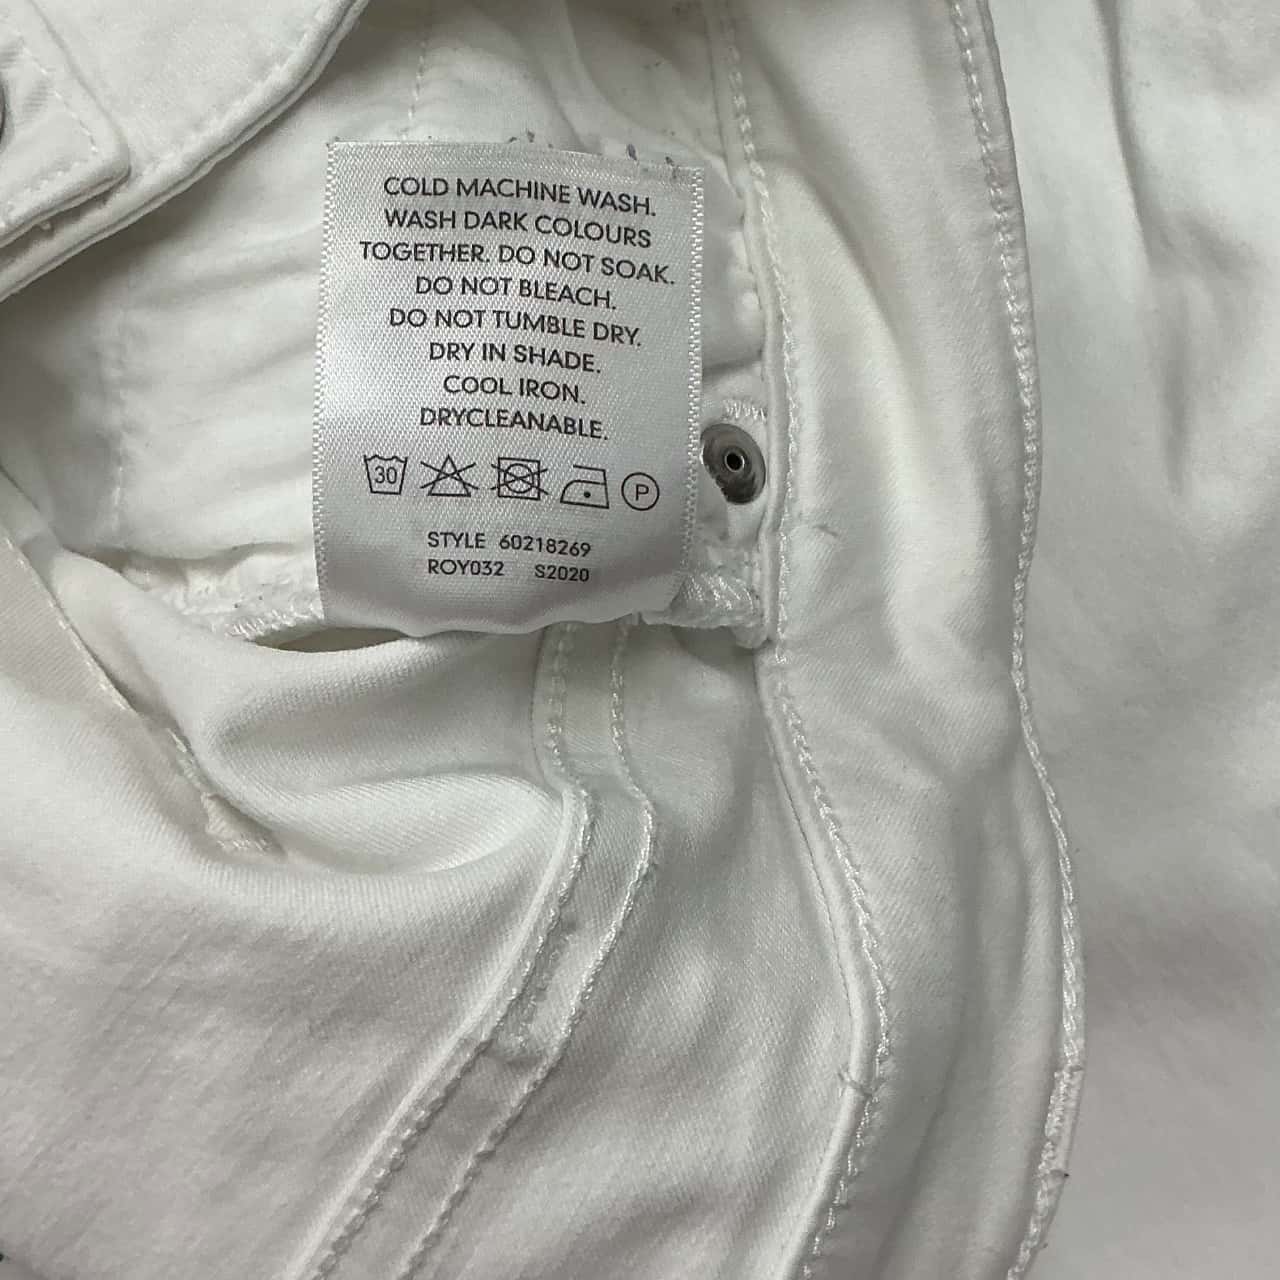 COLD MACHINE WASH.
WASH DARK COLOURS
TOGETHER. DO NOT SOAK.
DO NOT BLEACH.
DO NOT TUMBLE DRY.
DRY IN SHADE.
COOL IRON.
DRYCLEANABLE.
30 P
STYLE 60218269
ROY032 S2020